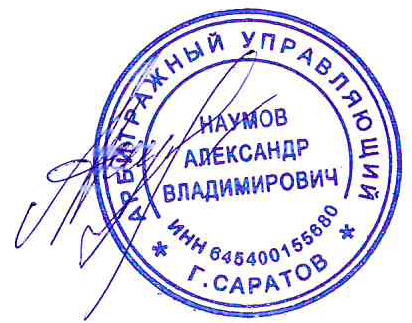 АРБИТРАЖНЫЙ УПРАВЛЯЮЩИЙ
НАУМОВ
АЛЕКСАНДР
ВЛАДИМИРОВИЧ
ИНН 645400155680
* Г.САРАТОВ *